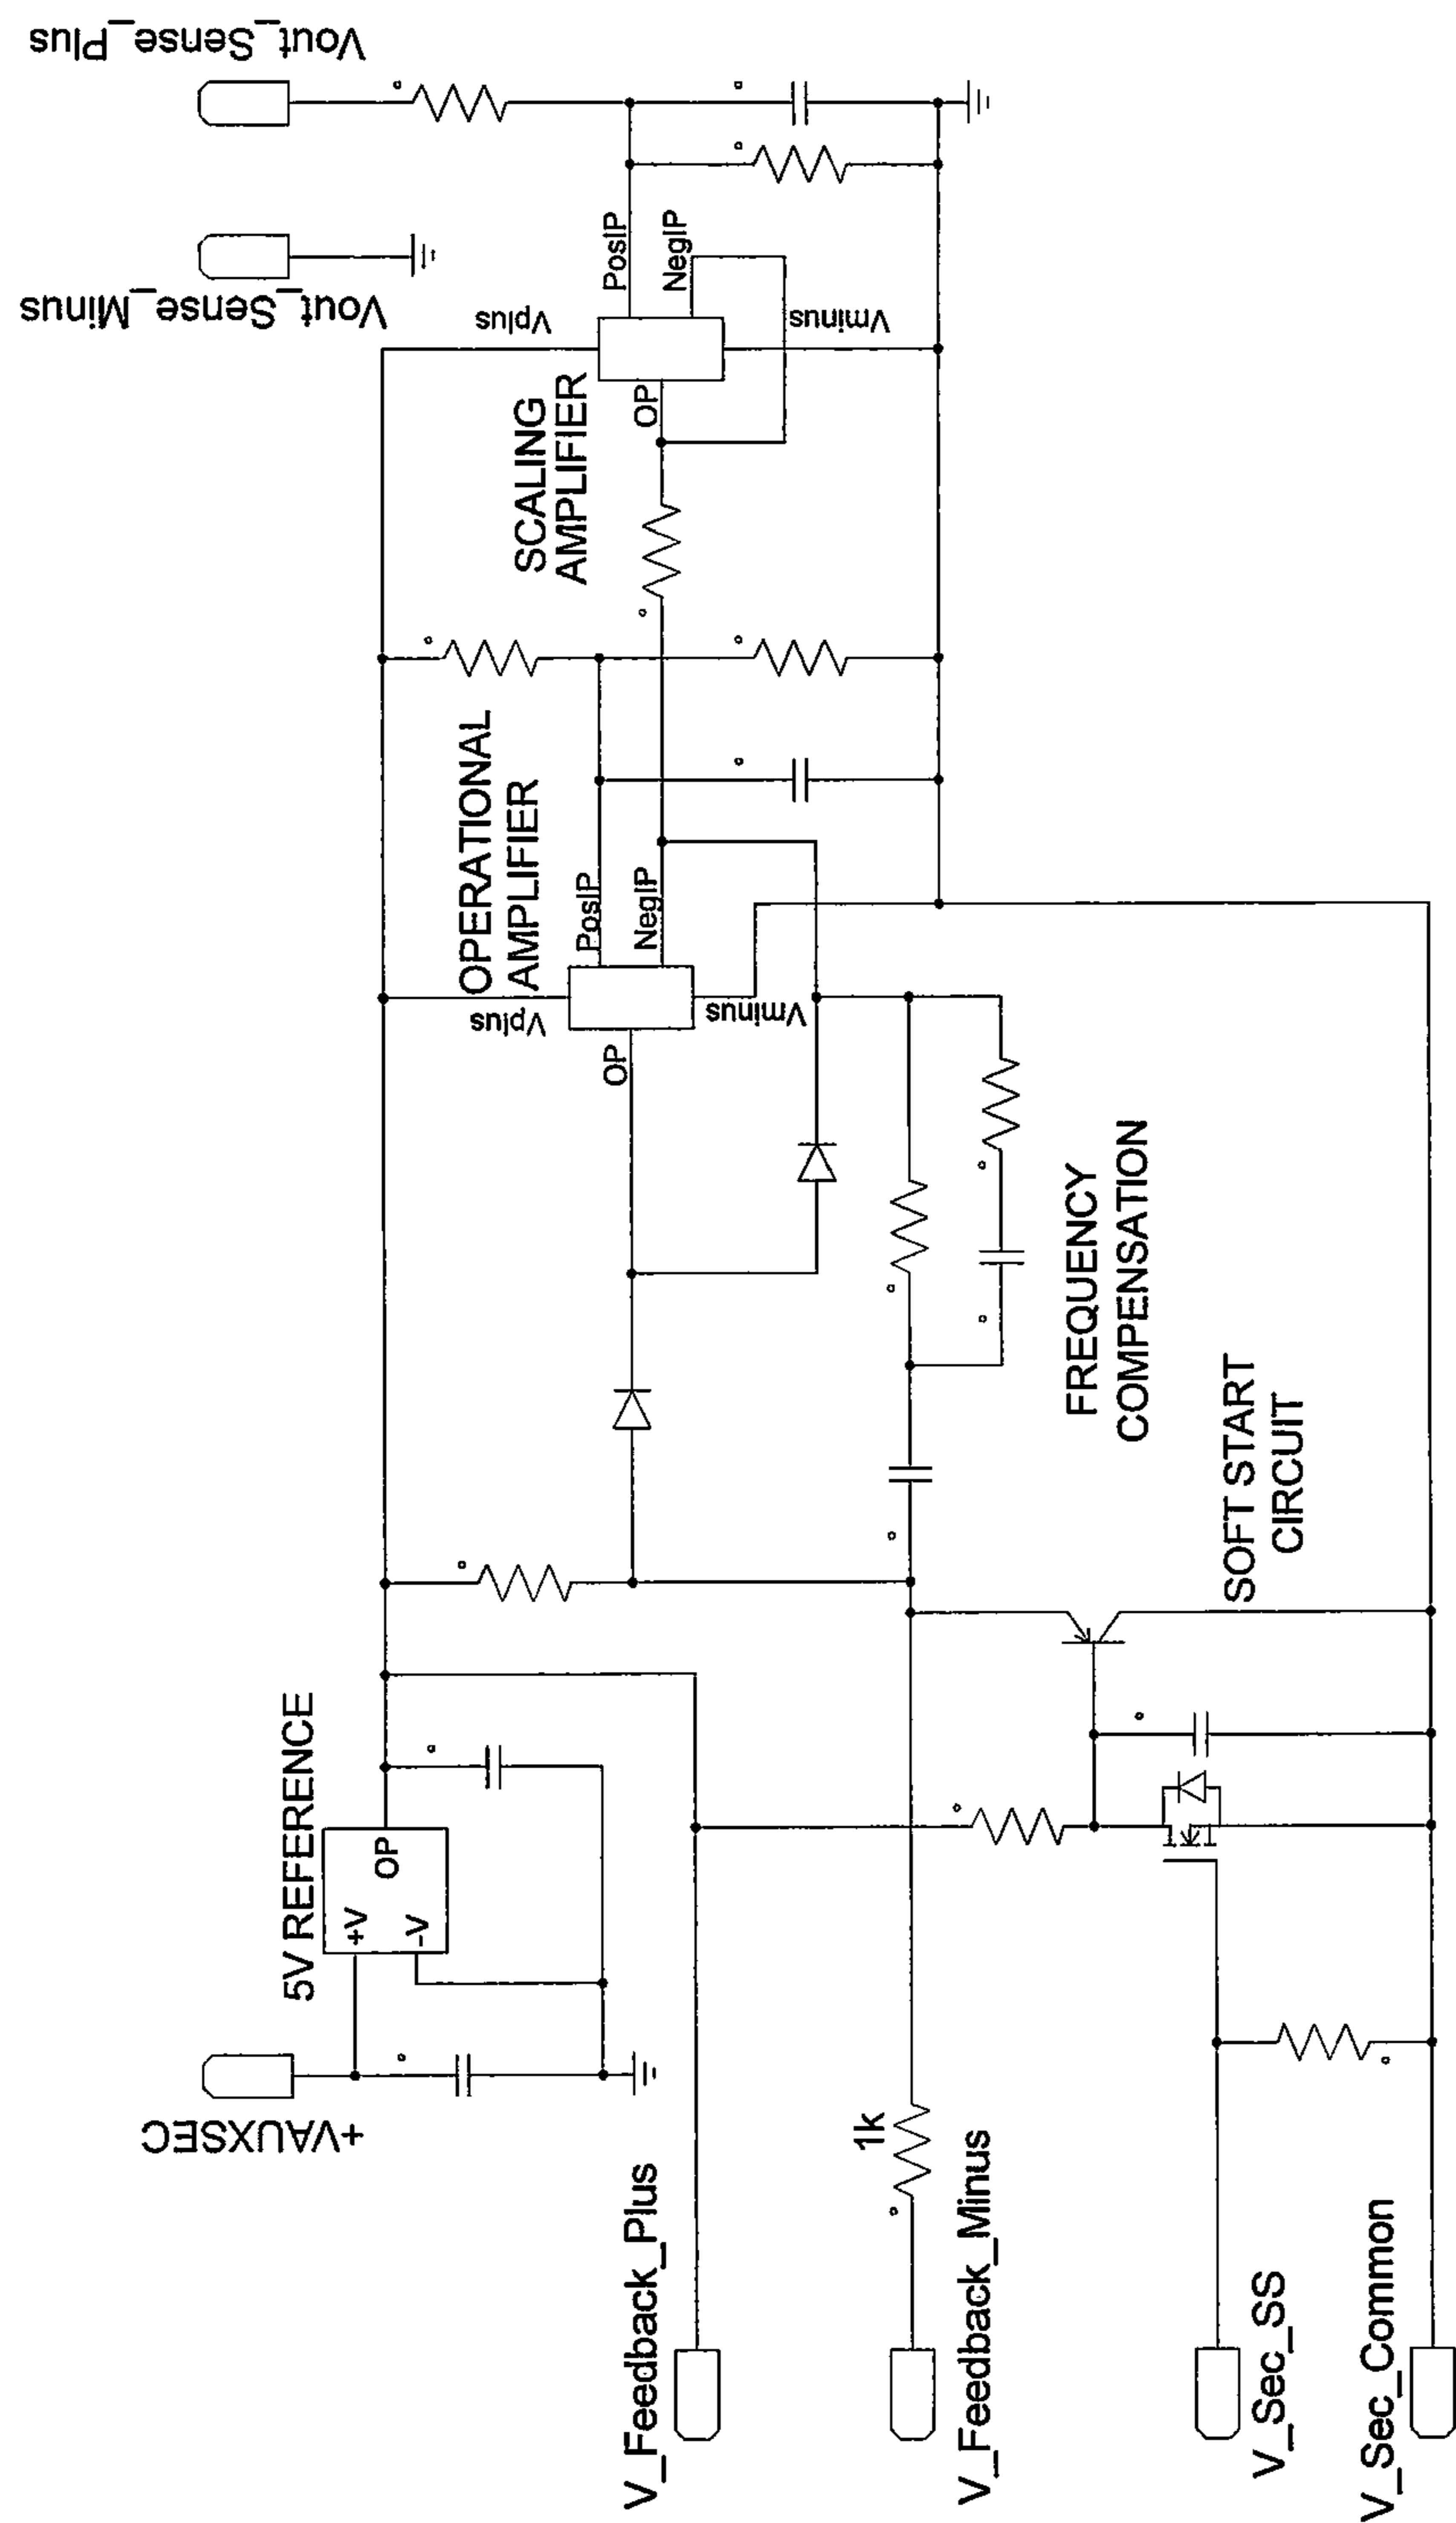 +VAUXSEC
5V REFERENCE
+V
-V
OP
Vplus
OP
OPERATIONAL
AMPLIFIER
PosIP
NegIP
Vminus
Vplus
OP
SCALING
AMPLIFIER
PosIP
NegIP
Vminus
Vout_Sense_Minus
Vout_Sense_Plus
V_Feedback_Plus
1k
V_Feedback_Minus
FREQUENCY
COMPENSATION
SOFT START
CIRCUIT
V_Sec_SS
V_Sec_Common